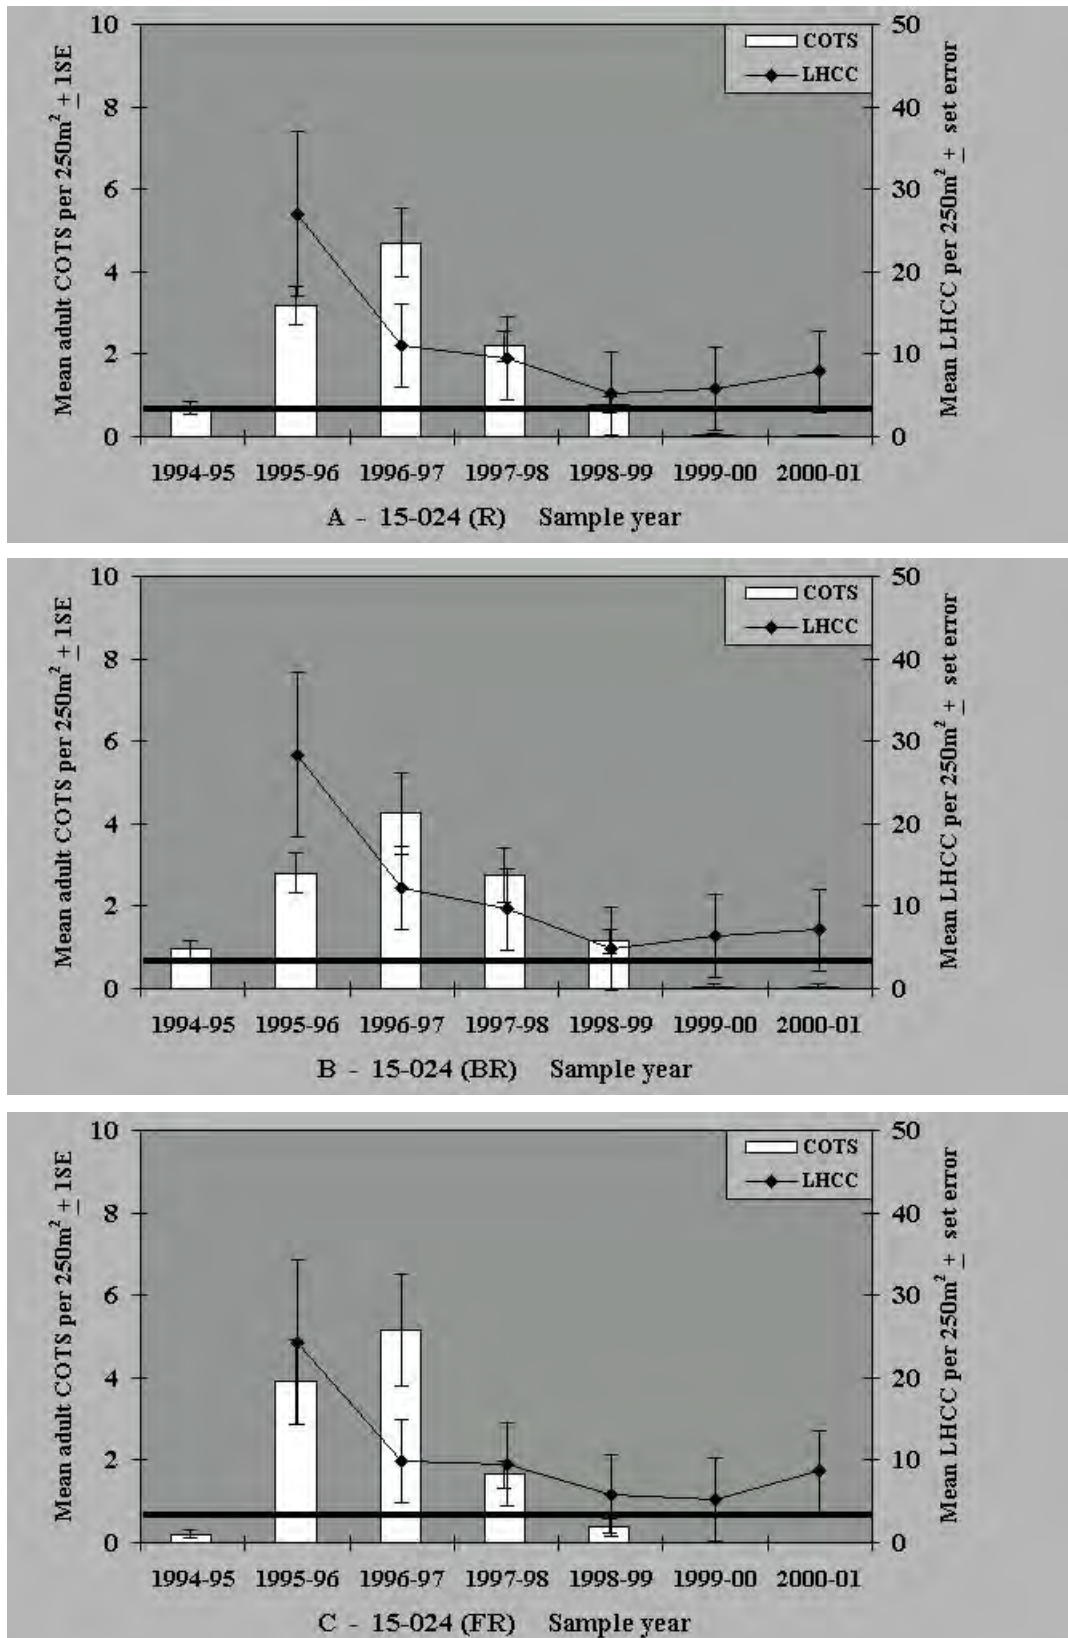 Mean adult COTS per 250m² ± 1SE
10
8
6
4
2
0
COTS
LHCC
50
40
30
20
10
0
Mean LHCC per 250m² ± set error
1994-95 1995-96 1996-97 1997-98 1998-99 1999-00 2000-01
A - 15-024 (R) Sample year
Mean adult COTS per 250m² ± 1SE
10
8
6
4
2
0
COTS
LHCC
50
40
30
20
10
0
Mean LHCC per 250m² ± set error
1994-95 1995-96 1996-97 1997-98 1998-99 1999-00 2000-01
B - 15-024 (BR) Sample year
Mean adult COTS per 250m² ± 1SE
10
8
6
4
2
0
COTS
LHCC
50
40
30
20
10
0
Mean LHCC per 250m² ± set error
1994-95 1995-96 1996-97 1997-98 1998-99 1999-00 2000-01
C - 15-024 (FR) Sample year